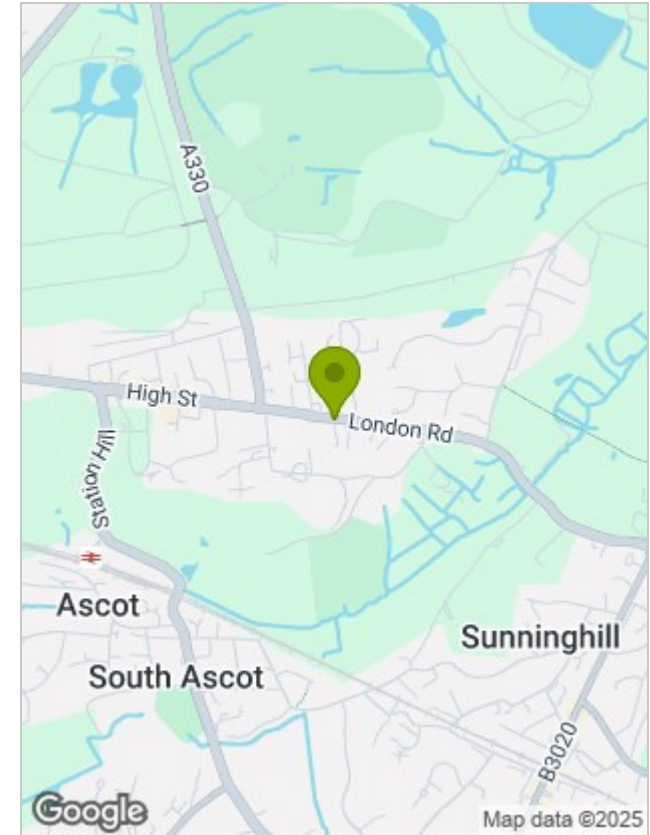 A330
High St
London Rd
Station Hill
Ascot
South Ascot
Sunninghill
B3020
Google
Map data ©2025